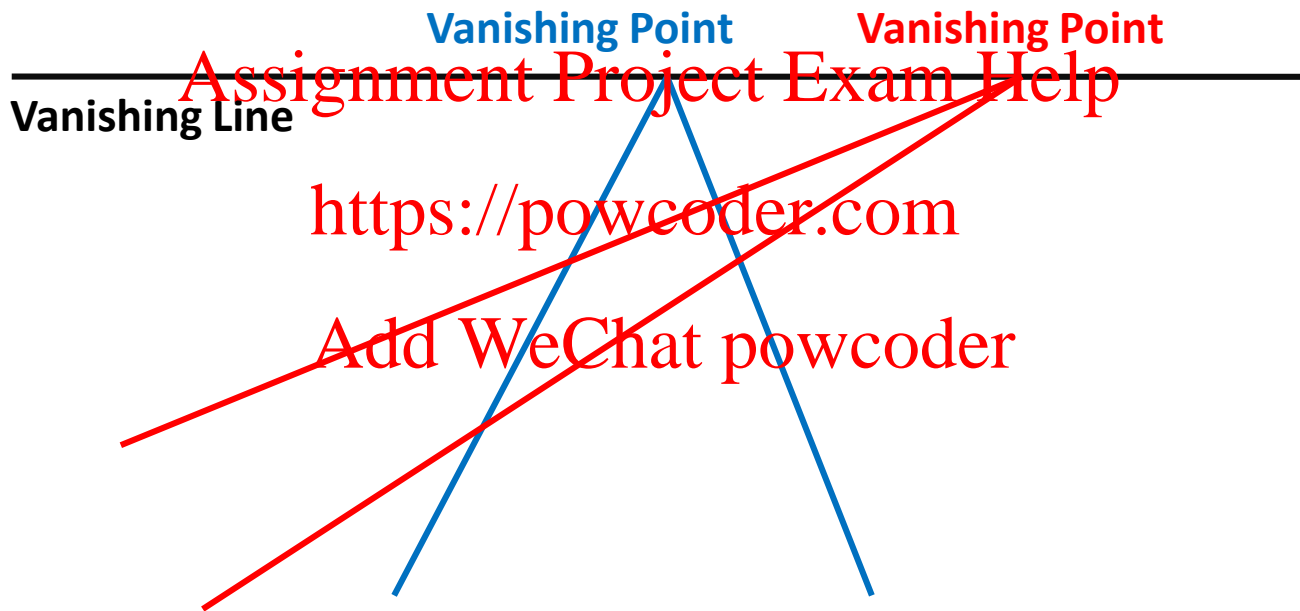 Vanishing Point Vanishing Point
Assignment Project Exam Help
Vanishing Line
https://powcoder.com
Add WeChat powcoder